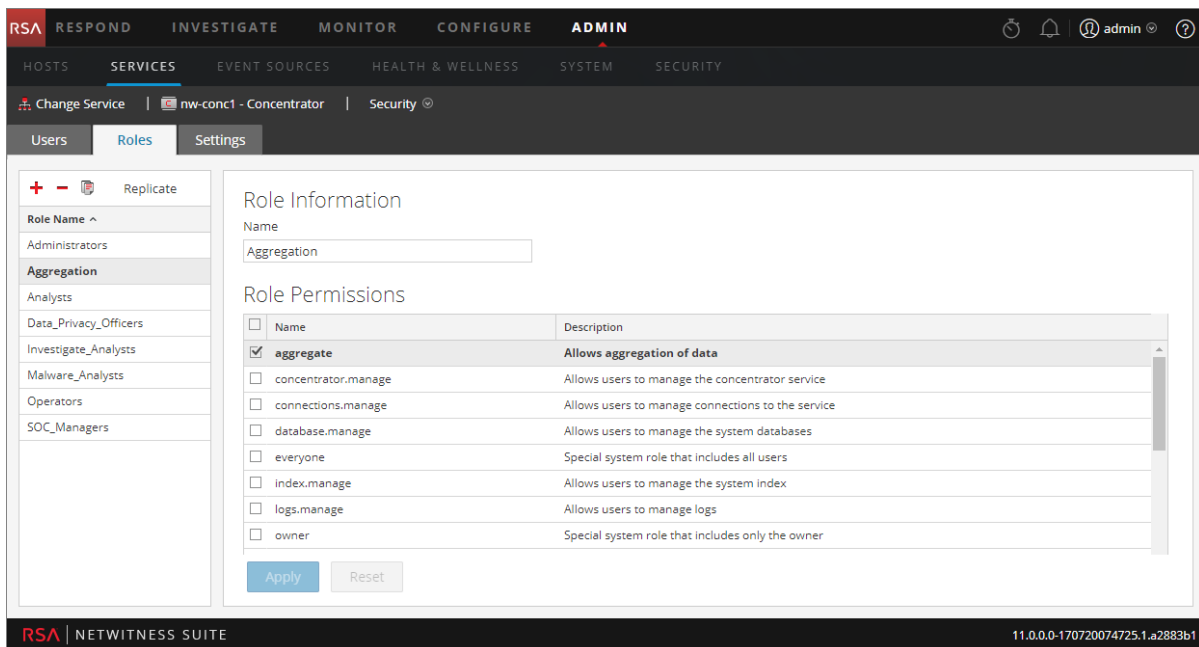 RSA RESPOND INVESTIGATE MONITOR CONFIGURE ADMIN admin ?
HOSTS SERVICES EVENT SOURCES HEALTH & WELLNESS SYSTEM SECURITY
Change Service | C nw-conc1 - Concentrator | Security
Users Roles Settings
Replicate
Role Name
Administrators
Aggregation
Analysts
Data_Privacy_Officers
Investigate_Analysts
Malware_Analysts
Operators
SOC_Managers
Role Information
Name
Aggregation
Role Permissions
Name Description
aggregate Allows aggregation of data
concentrator.manage Allows users to manage the concentrator service
connections.manage Allows users to manage connections to the service
database.manage Allows users to manage the system databases
everyone Special system role that includes all users
index.manage Allows users to manage the system index
logs.manage Allows users to manage logs
owner Special system role that includes only the owner
Apply Reset
RSA | NETWITNESS SUITE 11.0.0.0-170720074725.1.a2883b1